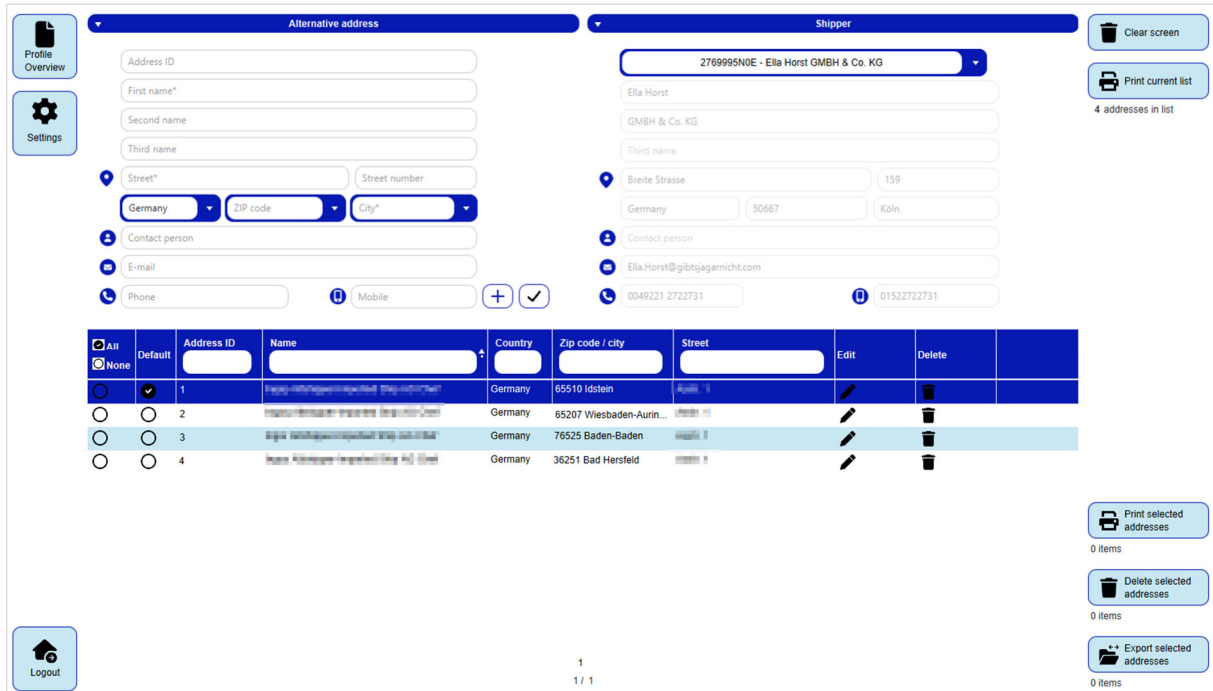 Profile
Overview
Settings
Logout
Alternative address
Address ID
First name*
Second name
Third name
Street*
Street number
Germany
ZIP code
City*
Contact person
E-mail
Phone
Mobile
Shipper
2769995N0E - Ella Horst GMBH & Co. KG
Ella Horst
GMBH & Co. KG
Third name
Breite Strasse
159
Germany
50667
Köln
Contact person
Ella.Horst@gibtsjagarnicht.com
0049221 2722731
01522722731
Clear screen
Print current list
4 addresses in list
All
None
Default
Address ID
Name
Country
Zip code / city
Street
Edit
Delete
1 Germany 65510 Idstein
2 Germany 65207 Wiesbaden-Aurin...
3 Germany 76525 Baden-Baden
4 Germany 36251 Bad Hersfeld
Print selected
addresses
0 items
Delete selected
addresses
0 items
Export selected
addresses
0 items
1
1 / 1